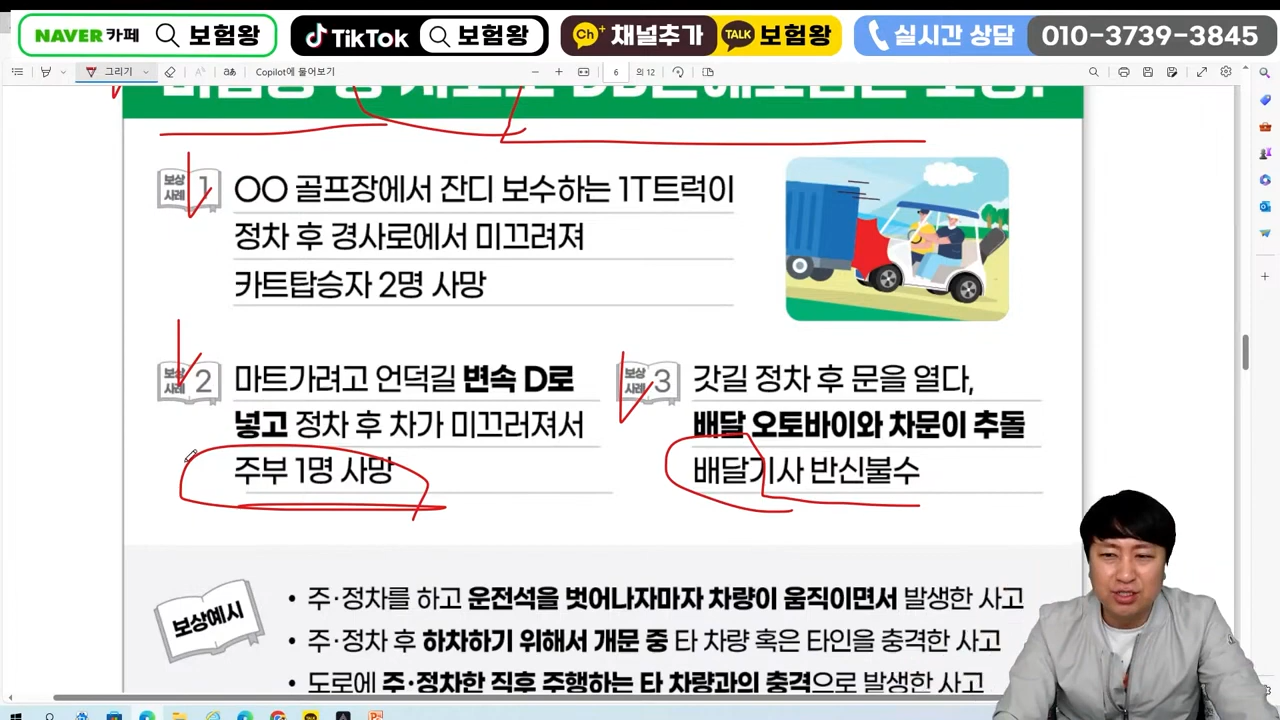 NAVER 카페 보험왕
TikTok 보험왕
Ch+ 채널추가 TALK 보험왕
실시간 상담 010-3739-3845
그리기 가あ Copilot에 물어보기 6 의 12
보상사례 1 OO 골프장에서 잔디 보수하는 1T트럭이
정차 후 경사로에서 미끄려져
카트탑승자 2명 사망
보상사례 2 마트가려고 언덕길 변속 D로
넣고 정차 후 차가 미끄러져서
주부 1명 사망
보상사례 3 갓길 정차 후 문을 열다,
배달 오토바이와 차문이 추돌
배달기사 반신불수
보상예시
• 주·정차를 하고 운전석을 벗어나자마자 차량이 움직이면서 발생한 사고
• 주·정차 후 하차하기 위해서 개문 중 타 차량 혹은 타인을 충격한 사고
• 도로에 주·정차한 직후 주행하는 타 차량과의 충격으로 발생한 사고